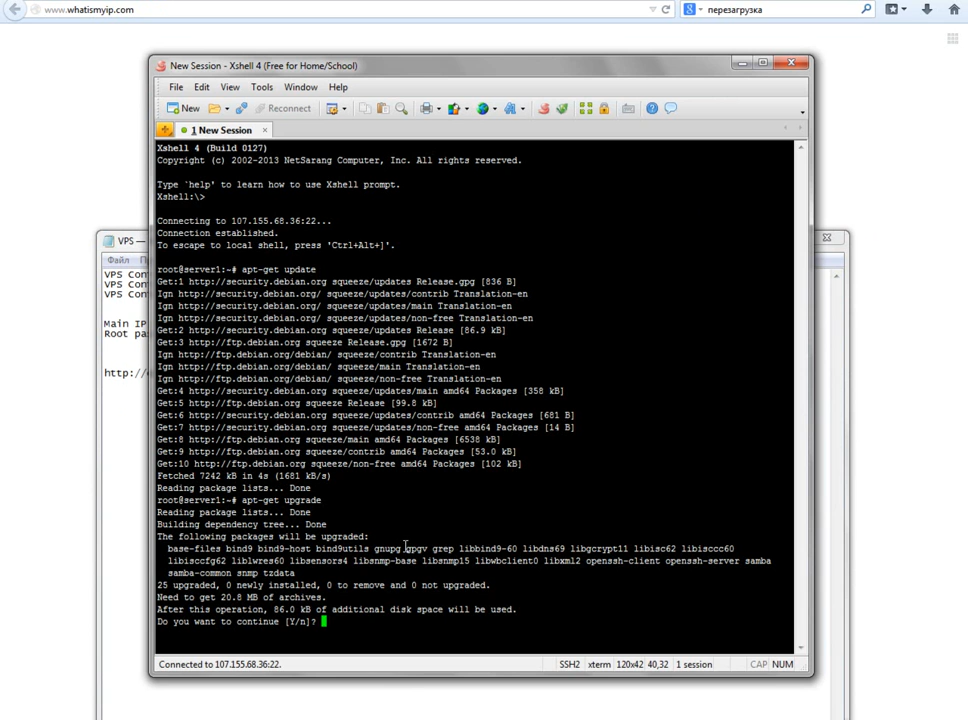 www.whatismyip.com
перезагрузка
New Session - Xshell 4 (Free for Home/School)
File Edit View Tools Window Help
New Reconnect
1 New Session
Xshell 4 (Build 0127)
Copyright (c) 2002-2013 NetSarang Computer, Inc. All rights reserved.
Type `help' to learn how to use Xshell prompt.
Xshell:\>
Connecting to 107.155.68.36:22...
Connection established.
To escape to local shell, press 'Ctrl+Alt+]'.
root@server1:~# apt-get update
Get:1 http://security.debian.org squeeze/updates Release.gpg [836 B]
Ign http://security.debian.org/ squeeze/updates/contrib Translation-en
Ign http://security.debian.org/ squeeze/updates/main Translation-en
Ign http://security.debian.org/ squeeze/updates/non-free Translation-en
Get:2 http://security.debian.org squeeze/updates Release [86.9 kB]
Get:3 http://ftp.debian.org squeeze Release.gpg [1672 B]
Ign http://ftp.debian.org/debian/ squeeze/contrib Translation-en
Ign http://ftp.debian.org/debian/ squeeze/main Translation-en
Ign http://ftp.debian.org/debian/ squeeze/non-free Translation-en
Get:4 http://security.debian.org squeeze/updates/main amd64 Packages [358 kB]
Get:5 http://ftp.debian.org squeeze Release [99.8 kB]
Get:6 http://security.debian.org squeeze/updates/contrib amd64 Packages [681 B]
Get:7 http://security.debian.org squeeze/updates/non-free amd64 Packages [14 B]
Get:8 http://ftp.debian.org squeeze/main amd64 Packages [6538 kB]
Get:9 http://ftp.debian.org squeeze/contrib amd64 Packages [53.0 kB]
Get:10 http://ftp.debian.org squeeze/non-free amd64 Packages [102 kB]
Fetched 7242 kB in 4s (1681 kB/s)
Reading package lists... Done
root@server1:~# apt-get upgrade
Reading package lists... Done
Building dependency tree... Done
The following packages will be upgraded:
base-files bind9 bind9-host bind9utils gnupg gpgv grep libbind9-60 libdns69 libgcrypt11 libisc62 libisccc60
libisccfg62 liblwres60 libsensors4 libsnmp-base libsnmp15 libwbclient0 libxml2 openssh-client openssh-server samba
samba-common snmp tzdata
25 upgraded, 0 newly installed, 0 to remove and 0 not upgraded.
Need to get 20.8 MB of archives.
After this operation, 86.0 kB of additional disk space will be used.
Do you want to continue [Y/n]?
Connected to 107.155.68.36:22. SSH2 xterm 120x42 40,32 1 session CAP NUM
VPS —
Файл
VPS Con
VPS Con
VPS Con
Main IP
Root pa